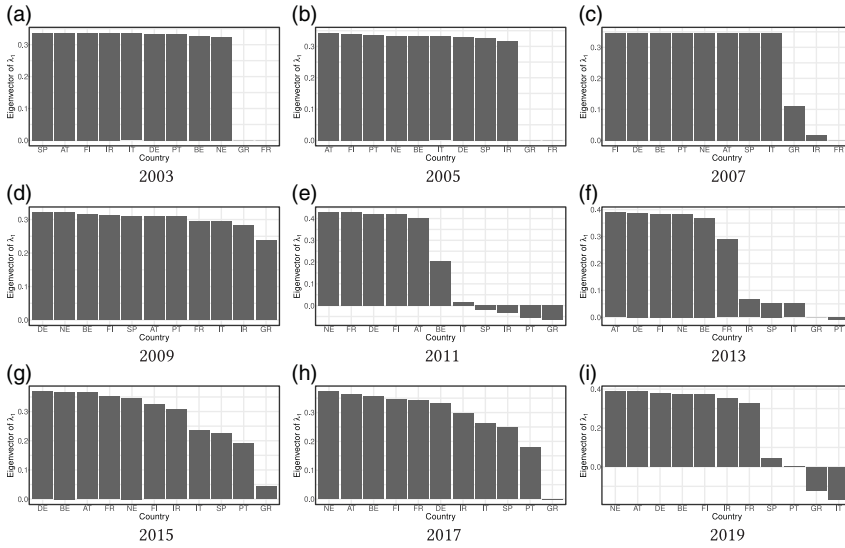 (a)
Eigenvector of λ1
0.3
0.2
0.1
0.0
SP AT FI IR IT DE PT BE NE GR FR
Country
2003
(b)
Eigenvector of λ1
0.3
0.2
0.1
0.0
AT FI PT NE BE IT DE SP IR GR FR
Country
2005
(c)
Eigenvector of λ1
0.3
0.2
0.1
0.0
FI DE BE PT NE AT SP IT GR IR FR
Country
2007
(d)
Eigenvector of λ1
0.3
0.2
0.1
0.0
DE NE BE FI SP AT PT FR IT IR GR
Country
2009
(e)
Eigenvector of λ1
0.4
0.3
0.2
0.1
0.0
NE FR DE FI AT BE IT SP IR PT GR
Country
2011
(f)
Eigenvector of λ1
0.4
0.3
0.2
0.1
0.0
AT DE FI NE BE FR IR SP IT GR PT
Country
2013
(g)
Eigenvector of λ1
0.3
0.2
0.1
0.0
DE BE AT FR NE FI IR IT SP PT GR
Country
2015
(h)
Eigenvector of λ1
0.3
0.2
0.1
0.0
NE AT BE FI FR DE IR IT SP PT GR
Country
2017
(i)
Eigenvector of λ1
0.4
0.2
0.0
NE AT DE BE FI IR FR SP PT GR IT
Country
2019